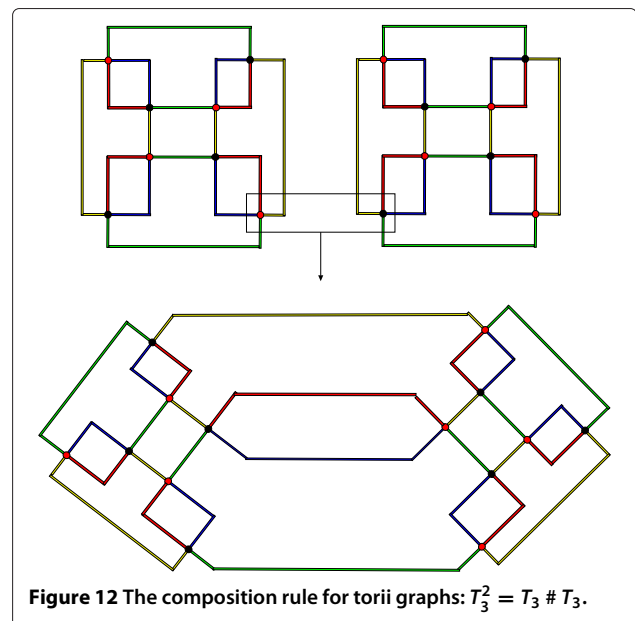 Figure 12 The composition rule for torii graphs: $T_3^2 = T_3 \# T_3$.